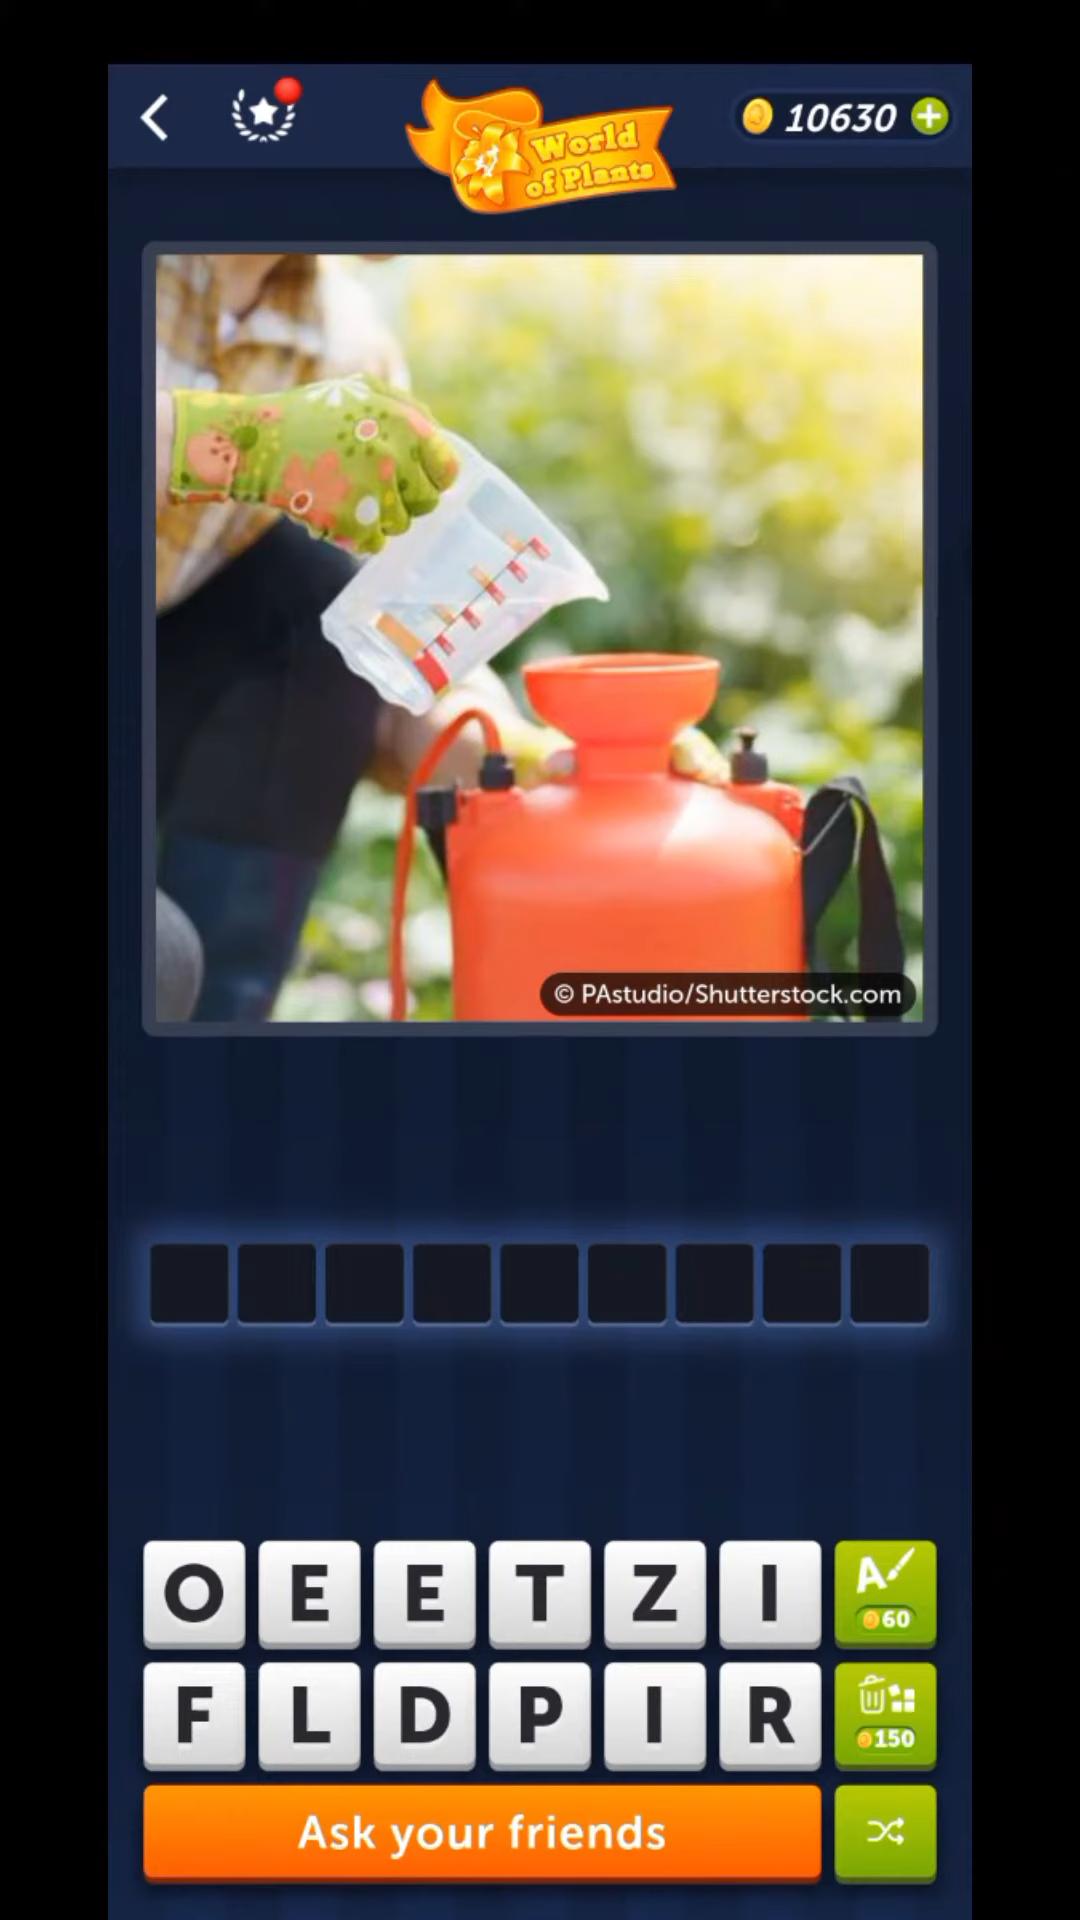 10630
World
of Plants
© PAstudio/Shutterstock.com
O E E T Z I
60
F L D P I R
150
Ask your friends